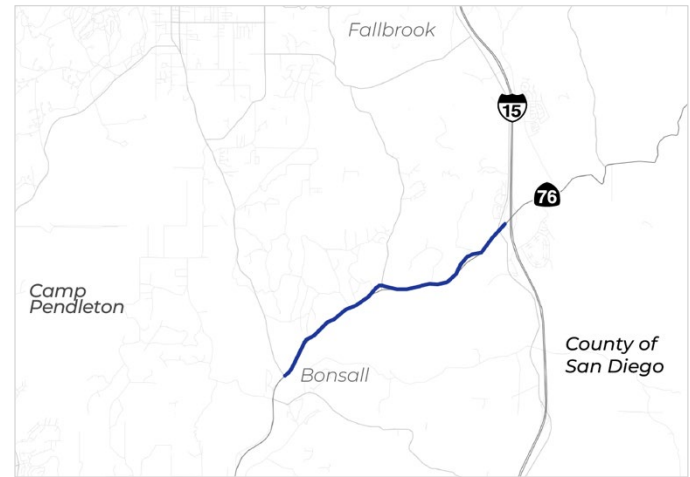 Fallbrook
15
76
Camp
Pendleton
County of
San Diego
Bonsall